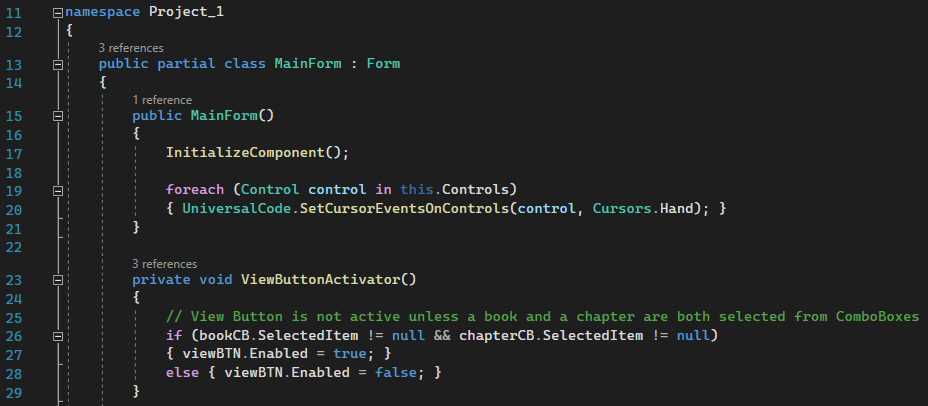 11 namespace Project_1
12 {
3 references
13 public partial class MainForm : Form
14 {
1 reference
15 public MainForm()
16 {
17 InitializeComponent();
18
19 foreach (Control control in this.Controls)
20 { UniversalCode.SetCursorEventsOnControls(control, Cursors.Hand); }
21 }
22
3 references
23 private void ViewButtonActivator()
24 {
25 // View Button is not active unless a book and a chapter are both selected from ComboBoxes
26 if (bookCB.SelectedItem != null && chapterCB.SelectedItem != null)
27 { viewBTN.Enabled = true; }
28 else { viewBTN.Enabled = false; }
29 }